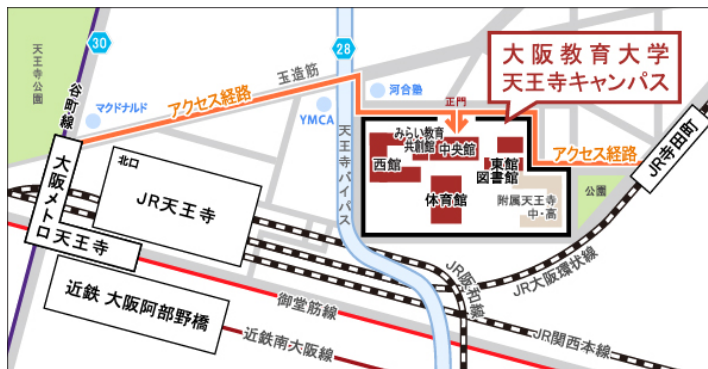 30
28
天王寺公園
谷町線
マクドナルド
アクセス経路
玉造筋
YMCA
河合塾
天王寺バイパス
大阪教育大学
天王寺キャンパス
正門
みらい教育
共創館
中央館
西館
東館
図書館
体育館
附属天王寺
中・高
公園
アクセス経路
JR寺田町
大阪メトロ
天王寺
北口
JR天王寺
近鉄 大阪阿部野橋
御堂筋線
近鉄南大阪線
JR阪和線
JR大阪環状線
JR関西本線